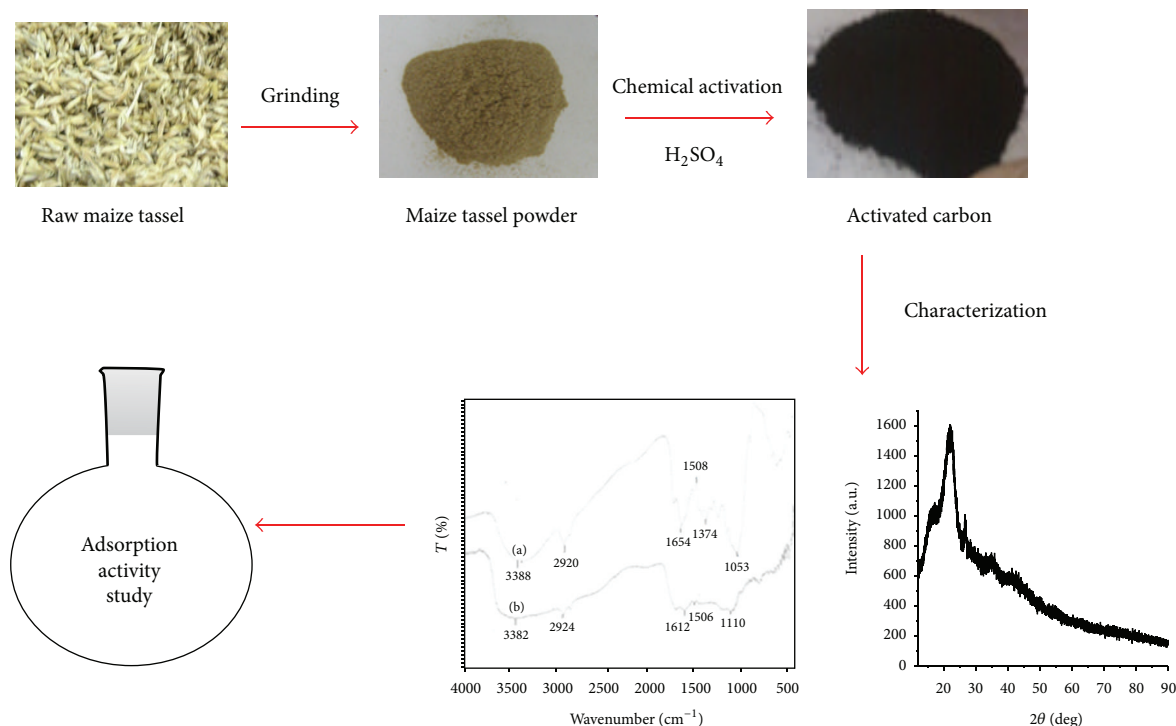 Grinding
Chemical activation
H₂SO₄
Raw maize tassel
Maize tassel powder
Activated carbon
Characterization
Adsorption
activity
study
T (%)
(a)
3388
2920
1654
1508
1374
1053
(b)
3382
2924
1612
1506
1110
4000 3500 3000 2500 2000 1500 1000 500
Wavenumber (cm⁻¹)
Intensity (a.u.)
1600
1400
1200
1000
800
600
400
200
0
20 30 40 50 60 70 80 90
2θ (deg)